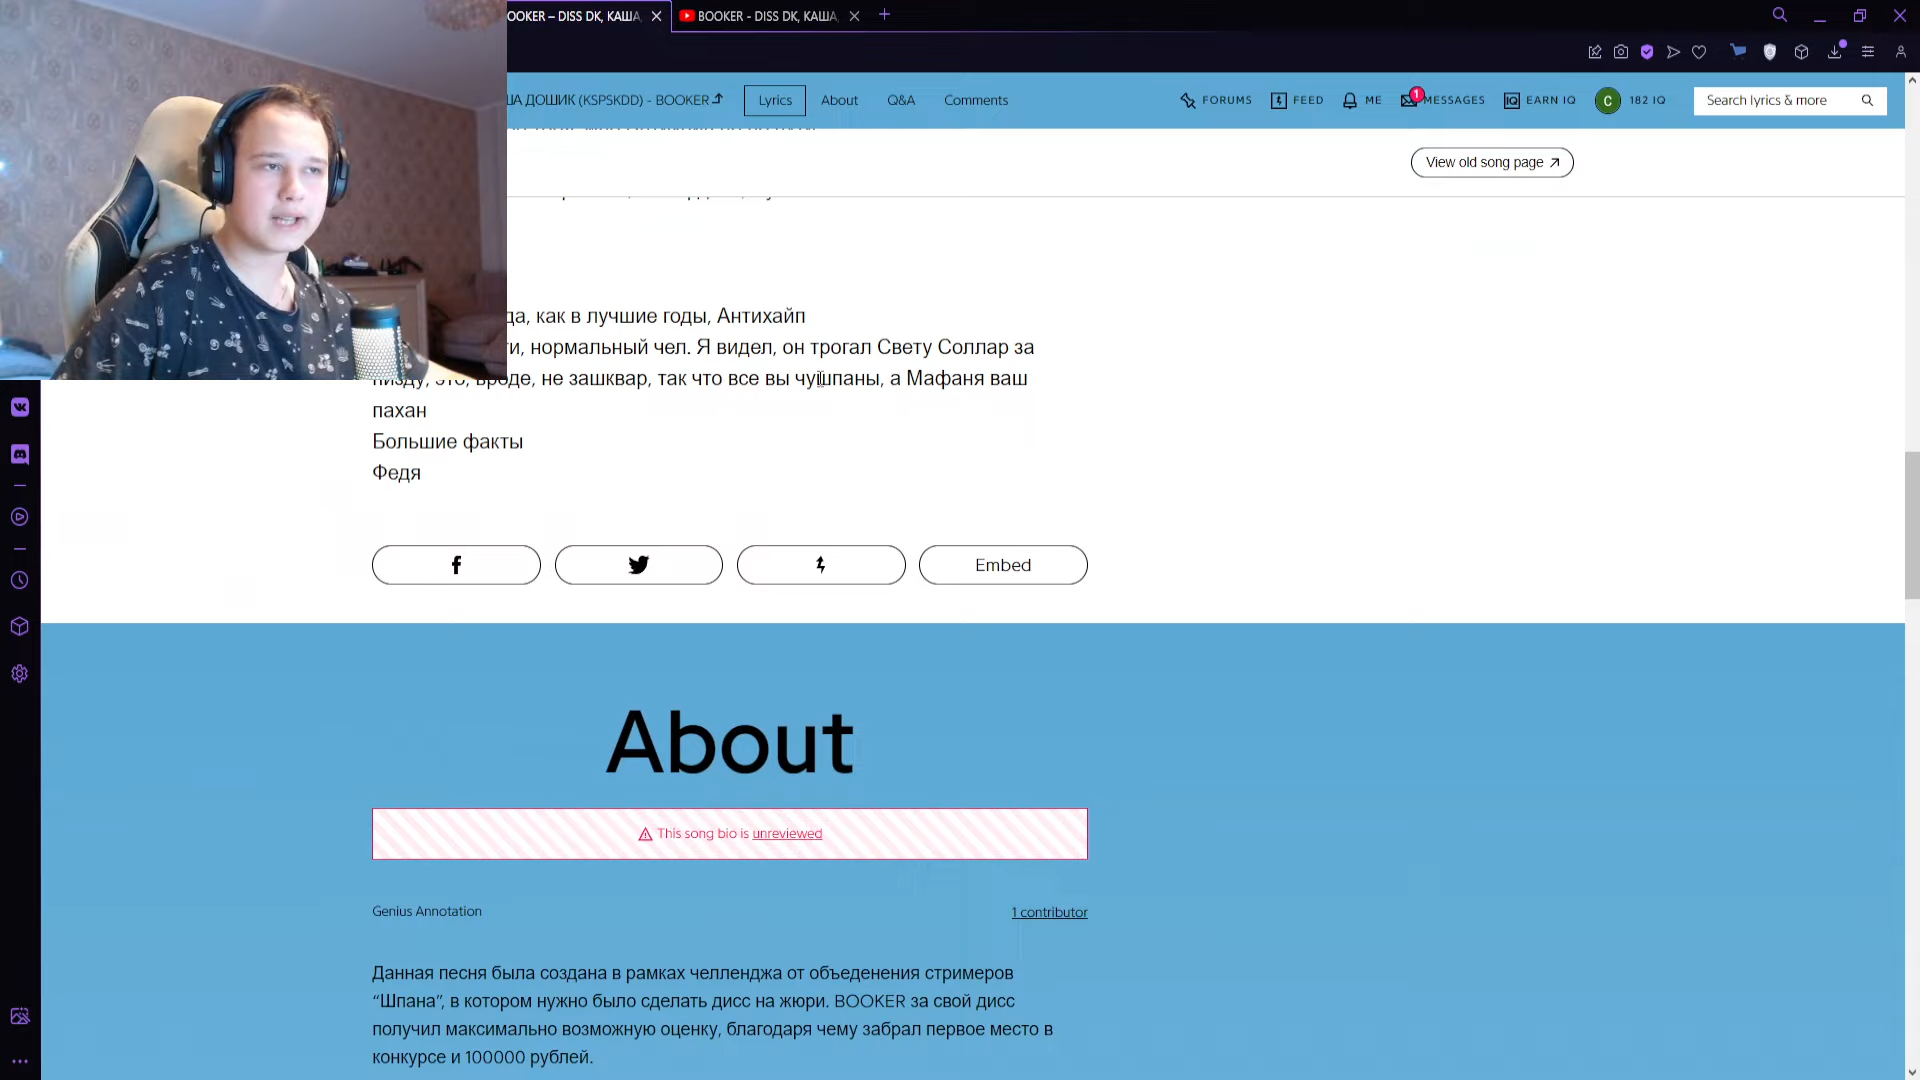 OOKER – DISS DK, КАША,
BOOKER - DISS DK, КАША,
ША ДОШИК (KSPSKDD) - BOOKER
Lyrics
About
Q&A
Comments
FORUMS
FEED
ME
1
MESSAGES
EARN IQ
C
182 IQ
Search lyrics & more
View old song page
да, как в лучшие годы, Антихайп
ти, нормальный чел. Я видел, он трогал Свету Соллар за
пизду, это, вроде, не зашквар, так что все вы чушпаны, а Мафаня ваш
пахан
Большие факты
Федя
Embed
About
This song bio is unreviewed
Genius Annotation
1 contributor
Данная песня была создана в рамках челленджа от объеденения стримеров
“Шпана”, в котором нужно было сделать дисс на жюри. BOOKER за свой дисс
получил максимально возможную оценку, благодаря чему забрал первое место в
конкурсе и 100000 рублей.